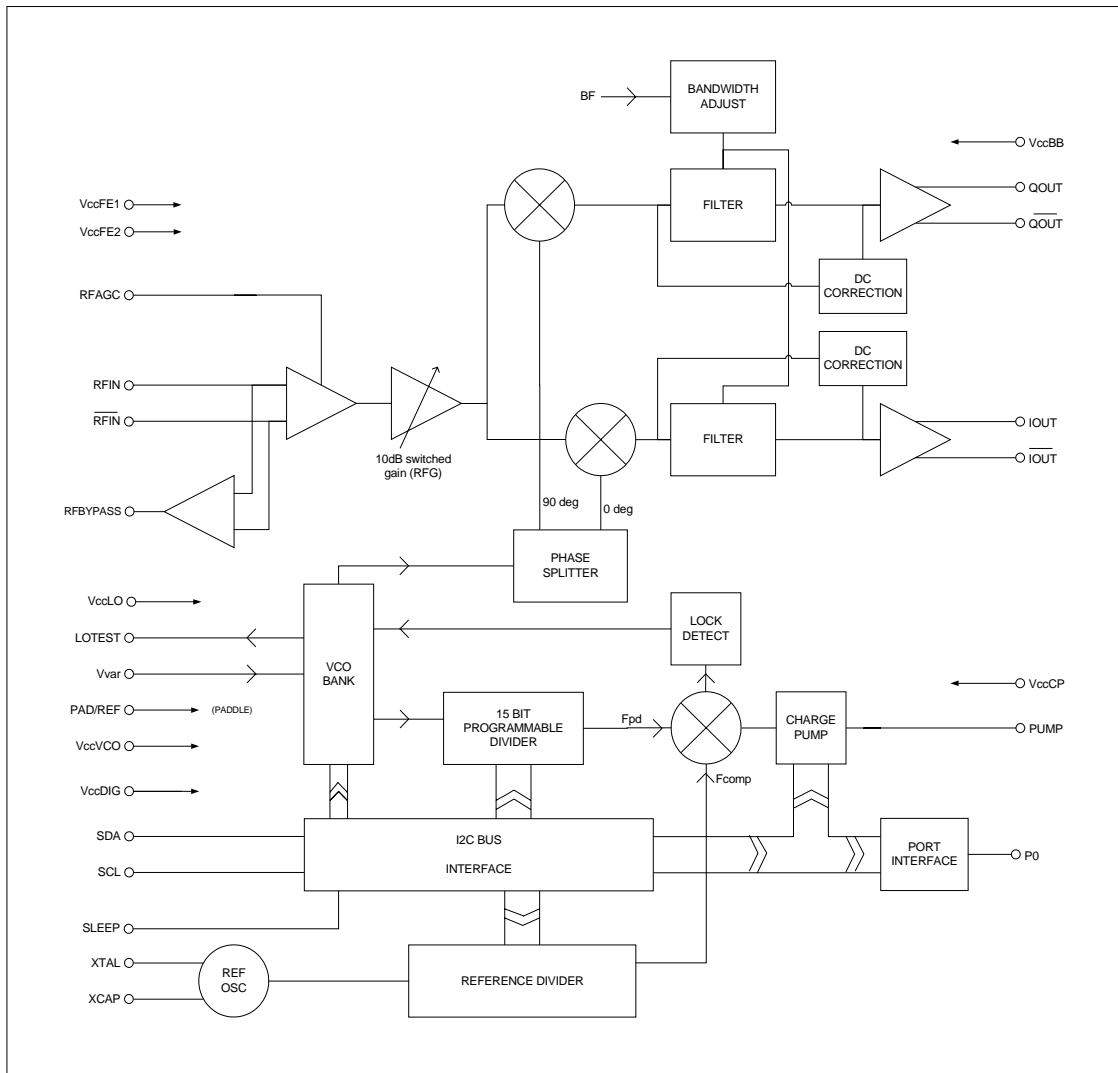 BANDWIDTH
ADJUST
BF
VccBB
VccFE1
QOUT
FILTER
VccFE2
QOUT
DC
CORRECTION
RFAGC
DC
CORRECTION
RFIN
RFIN
IOUT
FILTER
IOUT
10dB switched
gain (RFG)
90 deg
0 deg
RFBYPASS
PHASE
SPLITTER
VccLO
LOCK
DETECT
LOTEST
VCO
BANK
Vvar
VccCP
PAD/REF
(PADDLE)
15 BIT
PROGRAMMABLE
DIVIDER
Fpd
CHARGE
PUMP
PUMP
VccVCO
Fcomp
VccDIG
SDA
I2C BUS
INTERFACE
PORT
INTERFACE
P0
SCL
SLEEP
XTAL
REF
OSC
REFERENCE DIVIDER
XCAP